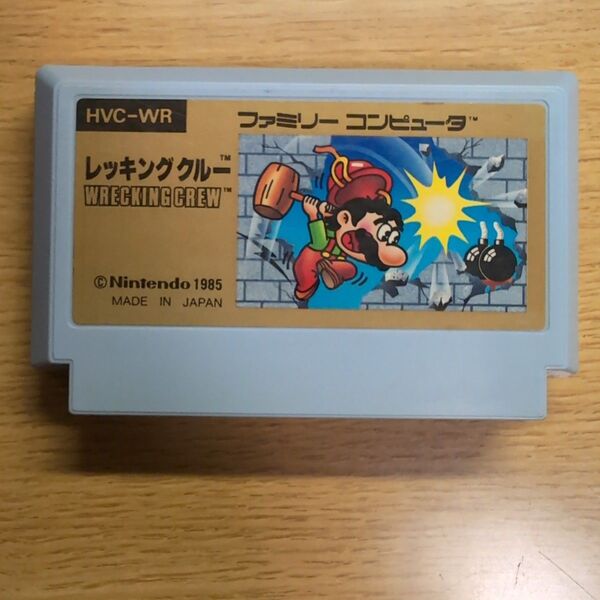 HVC-WR
ファミリー コンピュータ™
レッキングクルー™
WRECKING CREW™
©Nintendo 1985
MADE IN JAPAN